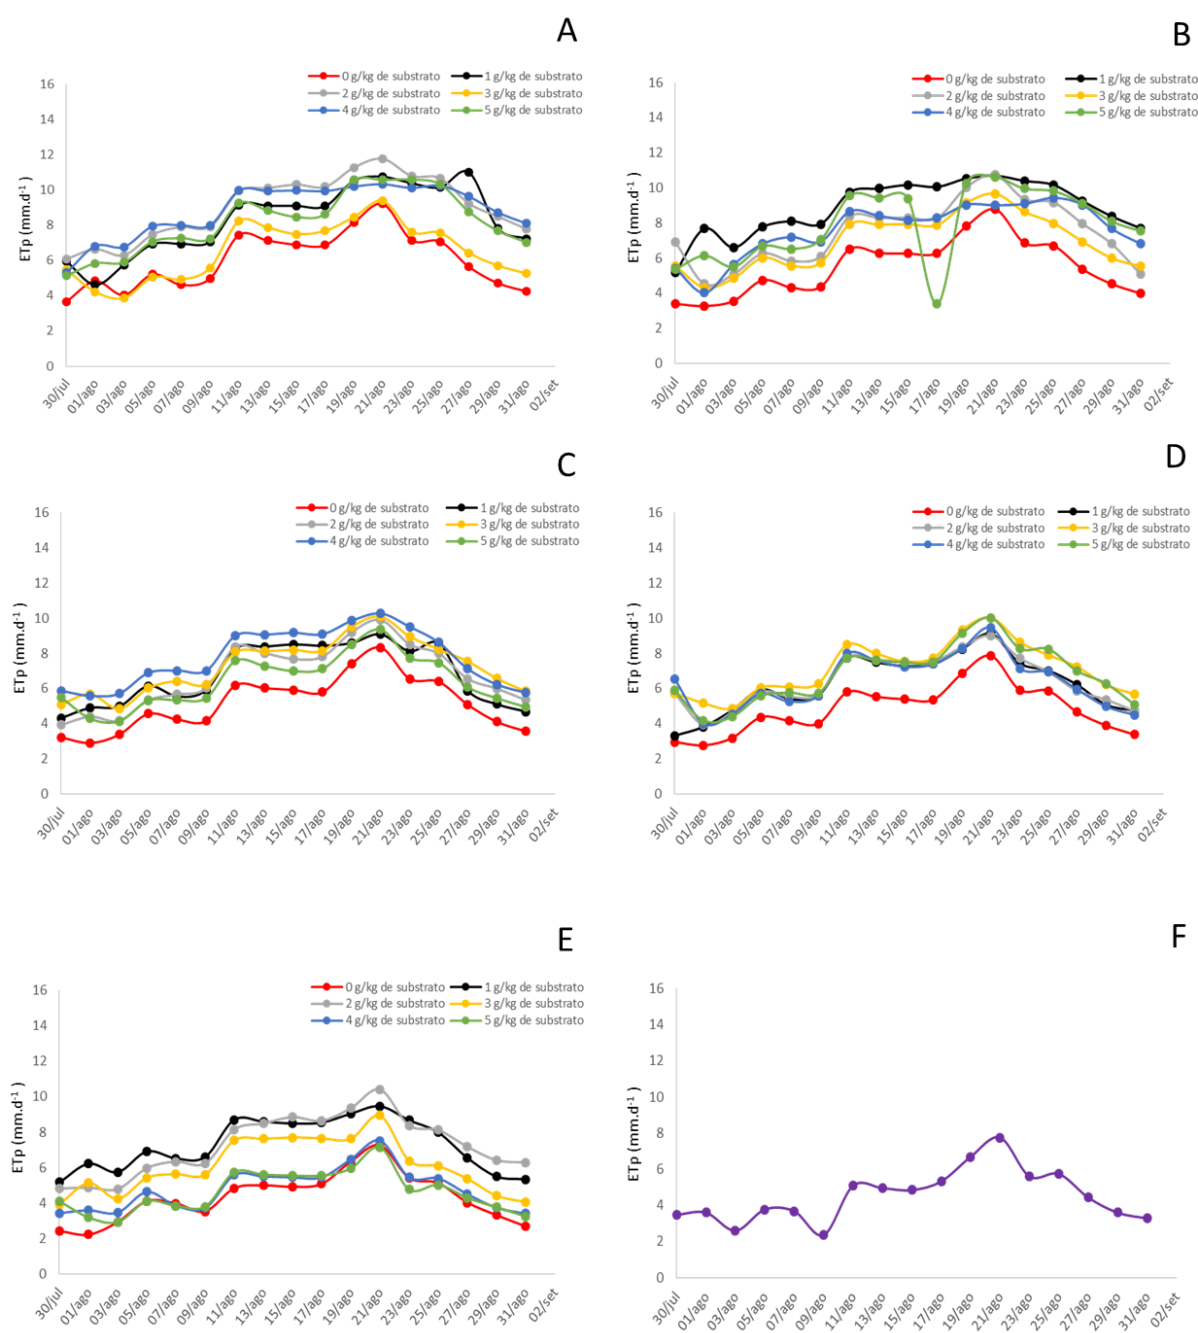 A
16
14
12
10
8
6
4
2
0
ETp (mm.d-1 )
0 g/kg de substrato 1 g/kg de substrato
2 g/kg de substrato 3 g/kg de substrato
4 g/kg de substrato 5 g/kg de substrato
30/jul 01/ago 03/ago 05/ago 07/ago 09/ago 11/ago 13/ago 15/ago 17/ago 19/ago 21/ago 23/ago 25/ago 27/ago 29/ago 31/ago 02/set
B
16
14
12
10
8
6
4
2
0
ETp (mm.d-1 )
0 g/kg de substrato 1 g/kg de substrato
2 g/kg de substrato 3 g/kg de substrato
4 g/kg de substrato 5 g/kg de substrato
30/jul 01/ago 03/ago 05/ago 07/ago 09/ago 11/ago 13/ago 15/ago 17/ago 19/ago 21/ago 23/ago 25/ago 27/ago 29/ago 31/ago 02/set
C
16
14
12
10
8
6
4
2
0
ETp (mm.d-1 )
0 g/kg de substrato 1 g/kg de substrato
2 g/kg de substrato 3 g/kg de substrato
4 g/kg de substrato 5 g/kg de substrato
30/jul 01/ago 03/ago 05/ago 07/ago 09/ago 11/ago 13/ago 15/ago 17/ago 19/ago 21/ago 23/ago 25/ago 27/ago 29/ago 31/ago 02/set
D
16
14
12
10
8
6
4
2
0
ETp (mm.d-1 )
0 g/kg de substrato 1 g/kg de substrato
2 g/kg de substrato 3 g/kg de substrato
4 g/kg de substrato 5 g/kg de substrato
30/jul 01/ago 03/ago 05/ago 07/ago 09/ago 11/ago 13/ago 15/ago 17/ago 19/ago 21/ago 23/ago 25/ago 27/ago 29/ago 31/ago 02/set
E
16
14
12
10
8
6
4
2
0
ETp (mm.d-1 )
0 g/kg de substrato 1 g/kg de substrato
2 g/kg de substrato 3 g/kg de substrato
4 g/kg de substrato 5 g/kg de substrato
30/jul 01/ago 03/ago 05/ago 07/ago 09/ago 11/ago 13/ago 15/ago 17/ago 19/ago 21/ago 23/ago 25/ago 27/ago 29/ago 31/ago 02/set
F
16
14
12
10
8
6
4
2
0
ETp (mm.d-1 )
30/jul 01/ago 03/ago 05/ago 07/ago 09/ago 11/ago 13/ago 15/ago 17/ago 19/ago 21/ago 23/ago 25/ago 27/ago 29/ago 31/ago 02/set